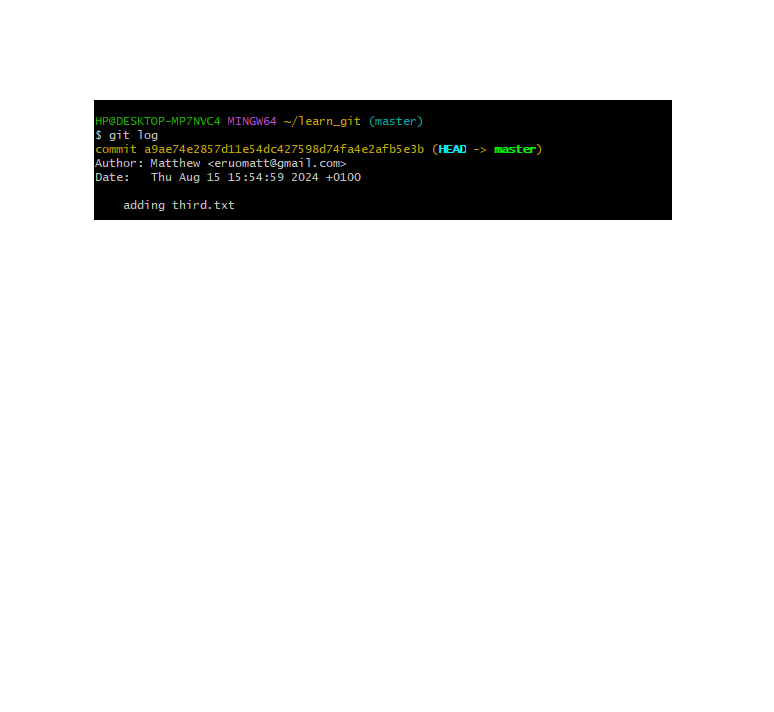 HP@DESKTOP-MP7NVC4 MINGW64 ~/learn_git (master)
$ git log
commit a9ae74e2857d11e54dc427598d74fa4e2afb5e3b (HEAD -> master)
Author: Matthew <eruomatt@gmail.com>
Date:   Thu Aug 15 15:54:59 2024 +0100
    adding third.txt